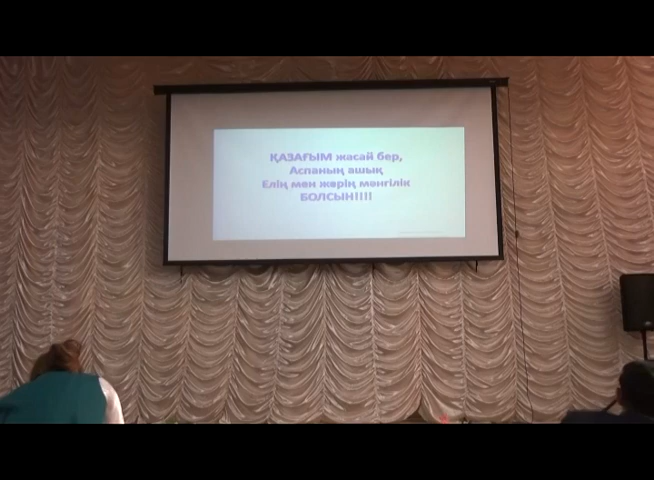 ҚАЗАҒЫМ жасай бер,
Аспаның ашық
Елің мен жерің мәңгілік
БОЛСЫН!!!!